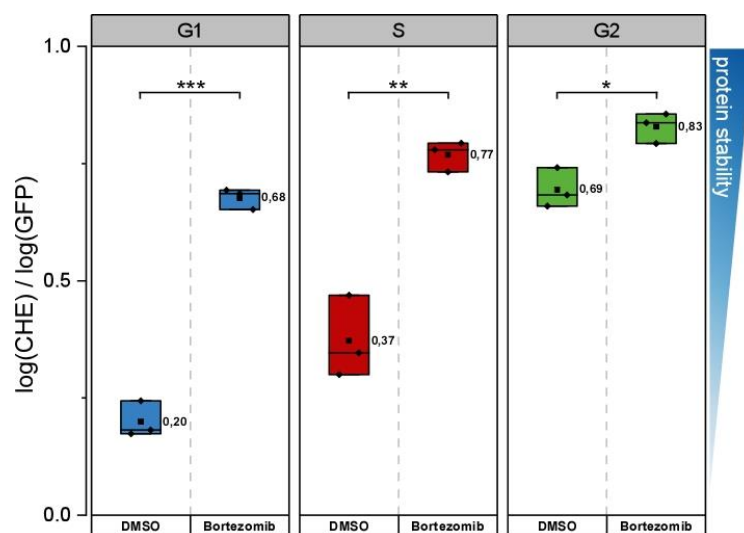 G1 S G2
1.0
0.5
0.0
log(CHE) / log(GFP)
*** ** *
0,20
0,68
0,37
0,77
0,69
0,83
DMSO Bortezomib DMSO Bortezomib DMSO Bortezomib
protein stability